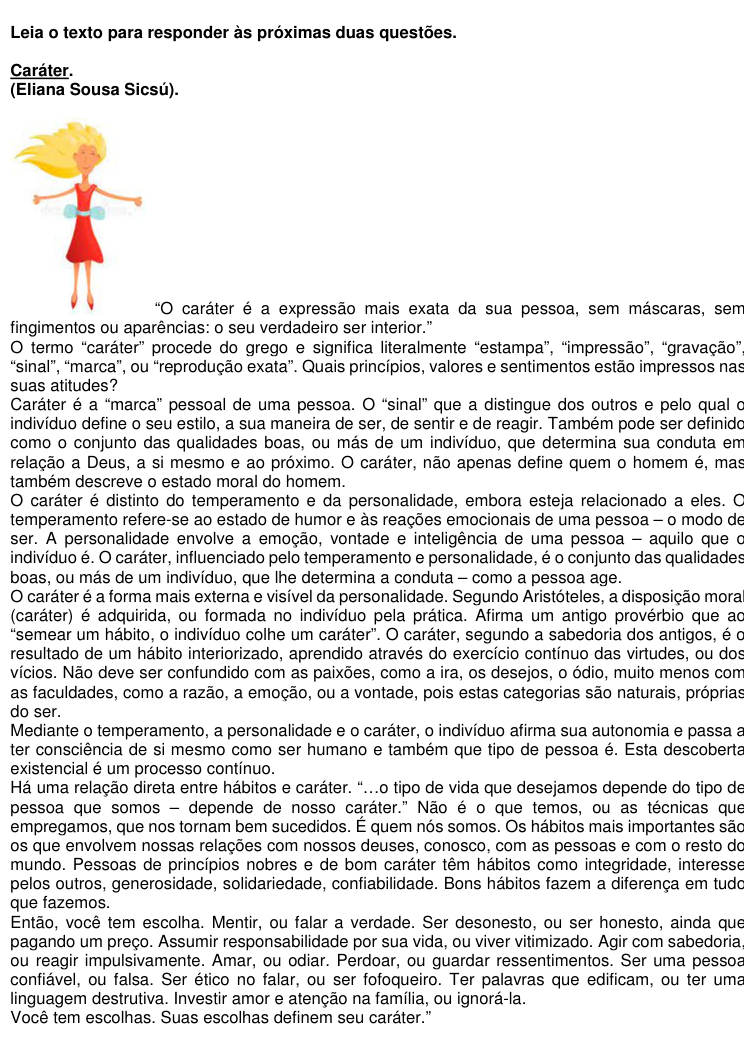 Leia o texto para responder às próximas duas questões.
Caráter.
(Eliana Sousa Sicsú).
“O caráter é a expressão mais exata da sua pessoa, sem máscaras, sem
fingimentos ou aparências: o seu verdadeiro ser interior.”
O termo “caráter” procede do grego e significa literalmente “estampa”, “impressão”, “gravação”,
“sinal”, “marca”, ou “reprodução exata”. Quais princípios, valores e sentimentos estão impressos nas
suas atitudes?
Caráter é a “marca” pessoal de uma pessoa. O “sinal” que a distingue dos outros e pelo qual o
indivíduo define o seu estilo, a sua maneira de ser, de sentir e de reagir. Também pode ser definido
como o conjunto das qualidades boas, ou más de um indivíduo, que determina sua conduta em
relação a Deus, a si mesmo e ao próximo. O caráter, não apenas define quem o homem é, mas
também descreve o estado moral do homem.
O caráter é distinto do temperamento e da personalidade, embora esteja relacionado a eles. O
temperamento refere-se ao estado de humor e às reações emocionais de uma pessoa – o modo de
ser. A personalidade envolve a emoção, vontade e inteligência de uma pessoa – aquilo que o
indivíduo é. O caráter, influenciado pelo temperamento e personalidade, é o conjunto das qualidades
boas, ou más de um indivíduo, que lhe determina a conduta – como a pessoa age.
O caráter é a forma mais externa e visível da personalidade. Segundo Aristóteles, a disposição moral
(caráter) é adquirida, ou formada no indivíduo pela prática. Afirma um antigo provérbio que ao
“semear um hábito, o indivíduo colhe um caráter”. O caráter, segundo a sabedoria dos antigos, é o
resultado de um hábito interiorizado, aprendido através do exercício contínuo das virtudes, ou dos
vícios. Não deve ser confundido com as paixões, como a ira, os desejos, o ódio, muito menos com
as faculdades, como a razão, a emoção, ou a vontade, pois estas categorias são naturais, próprias
do ser.
Mediante o temperamento, a personalidade e o caráter, o indivíduo afirma sua autonomia e passa a
ter consciência de si mesmo como ser humano e também que tipo de pessoa é. Esta descoberta
existencial é um processo contínuo.
Há uma relação direta entre hábitos e caráter. “…o tipo de vida que desejamos depende do tipo de
pessoa que somos – depende de nosso caráter.” Não é o que temos, ou as técnicas que
empregamos, que nos tornam bem sucedidos. É quem nós somos. Os hábitos mais importantes são
os que envolvem nossas relações com nossos deuses, conosco, com as pessoas e com o resto do
mundo. Pessoas de princípios nobres e de bom caráter têm hábitos como integridade, interesse
pelos outros, generosidade, solidariedade, confiabilidade. Bons hábitos fazem a diferença em tudo
que fazemos.
Então, você tem escolha. Mentir, ou falar a verdade. Ser desonesto, ou ser honesto, ainda que
pagando um preço. Assumir responsabilidade por sua vida, ou viver vitimizado. Agir com sabedoria,
ou reagir impulsivamente. Amar, ou odiar. Perdoar, ou guardar ressentimentos. Ser uma pessoa
confiável, ou falsa. Ser ético no falar, ou ser fofoqueiro. Ter palavras que edificam, ou ter uma
linguagem destrutiva. Investir amor e atenção na família, ou ignorá-la.
Você tem escolhas. Suas escolhas definem seu caráter.”